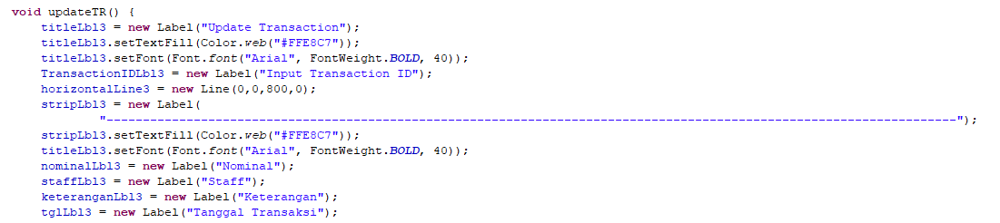 void updateTR() {
titleLbl3 = new Label("Update Transaction");
titleLbl3.setTextFill(Color.web("#FFE8C7"));
titleLbl3.setFont(Font.font("Arial", FontWeight.BOLD, 40));
TransactionIDLbl3 = new Label("Input Transaction ID");
horizontalLine3 = new Line(0,0,800,0);
stripLbl3 = new Label(
"---------------------------------------------------------------------------------------------------------------------");
stripLbl3.setTextFill(Color.web("#FFE8C7"));
titleLbl3.setFont(Font.font("Arial", FontWeight.BOLD, 40));
nominalLbl3 = new Label("Nominal");
staffLbl3 = new Label("Staff");
keteranganLbl3 = new Label("Keterangan");
tglLbl3 = new Label("Tanggal Transaksi");